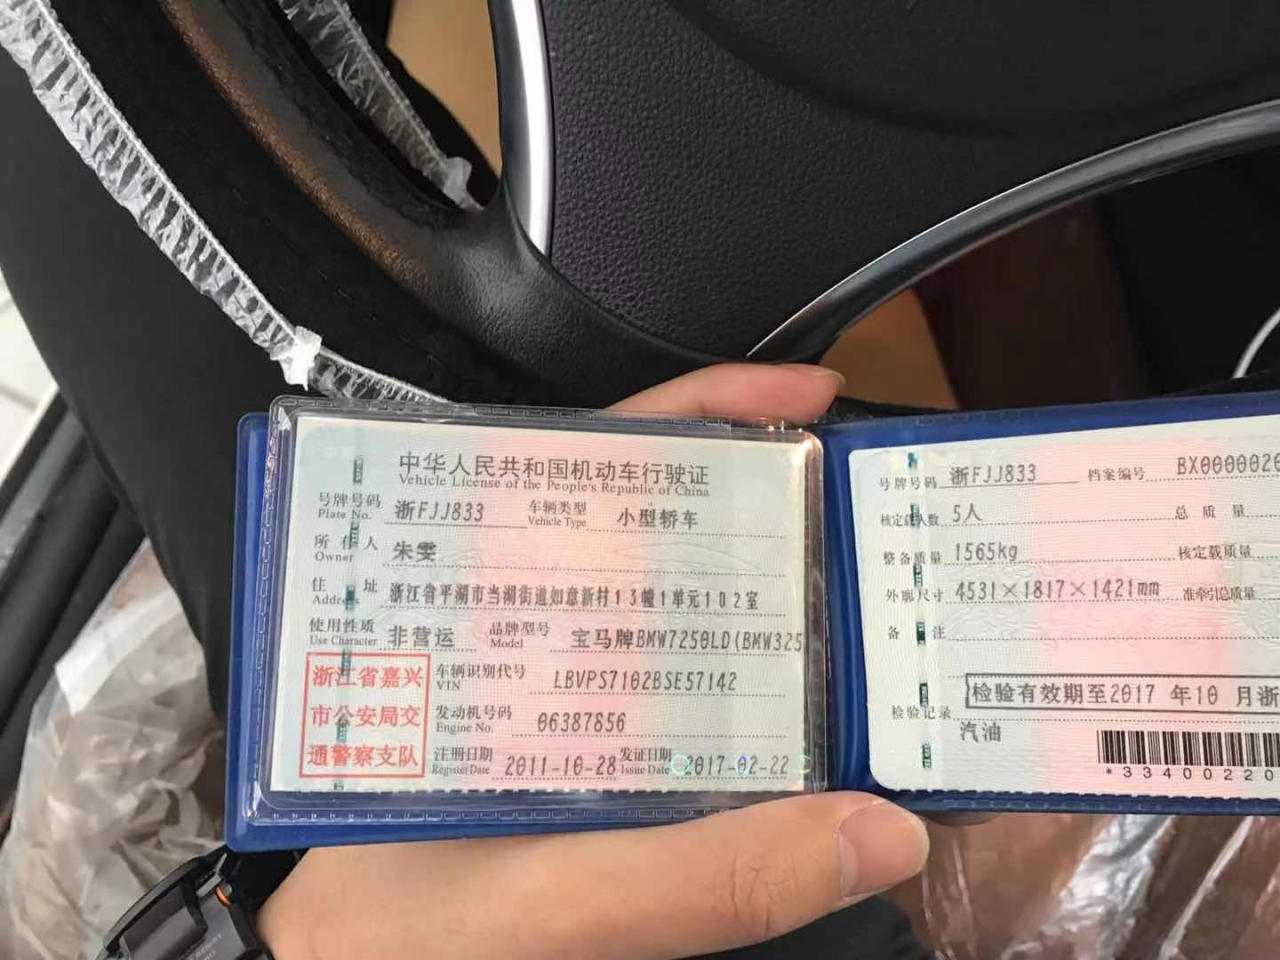 中华人民共和国机动车行驶证
Vehicle License of the People's Republic of China
号牌号码 浙FJJ833 车辆类型 小型轿车
Plate No. Vehicle Type
所有人 朱雯
Owner
住址 浙江省平湖市当湖街道如意新村13幢1单元102室
Address
使用性质 非营运 品牌型号 宝马牌BMW7250LD(BMW325
Use Character Model
浙江省嘉兴
市公安局交
通警察支队
车辆识别代号 LBVPS7102BSE57142
VIN
发动机号码 06387856
Engine No.
注册日期 2011-10-28 发证日期 2017-02-22
Register Date Issue Date
号牌号码 浙FJJ833 档案编号 BX0000026
核定载人数 5人 总质量
整备质量 1565kg 核定载质量
外廓尺寸 4531×1817×1421mm 准牵引总质量
备注
检验有效期至2017 年10 月浙
检验记录
汽油
*33400220